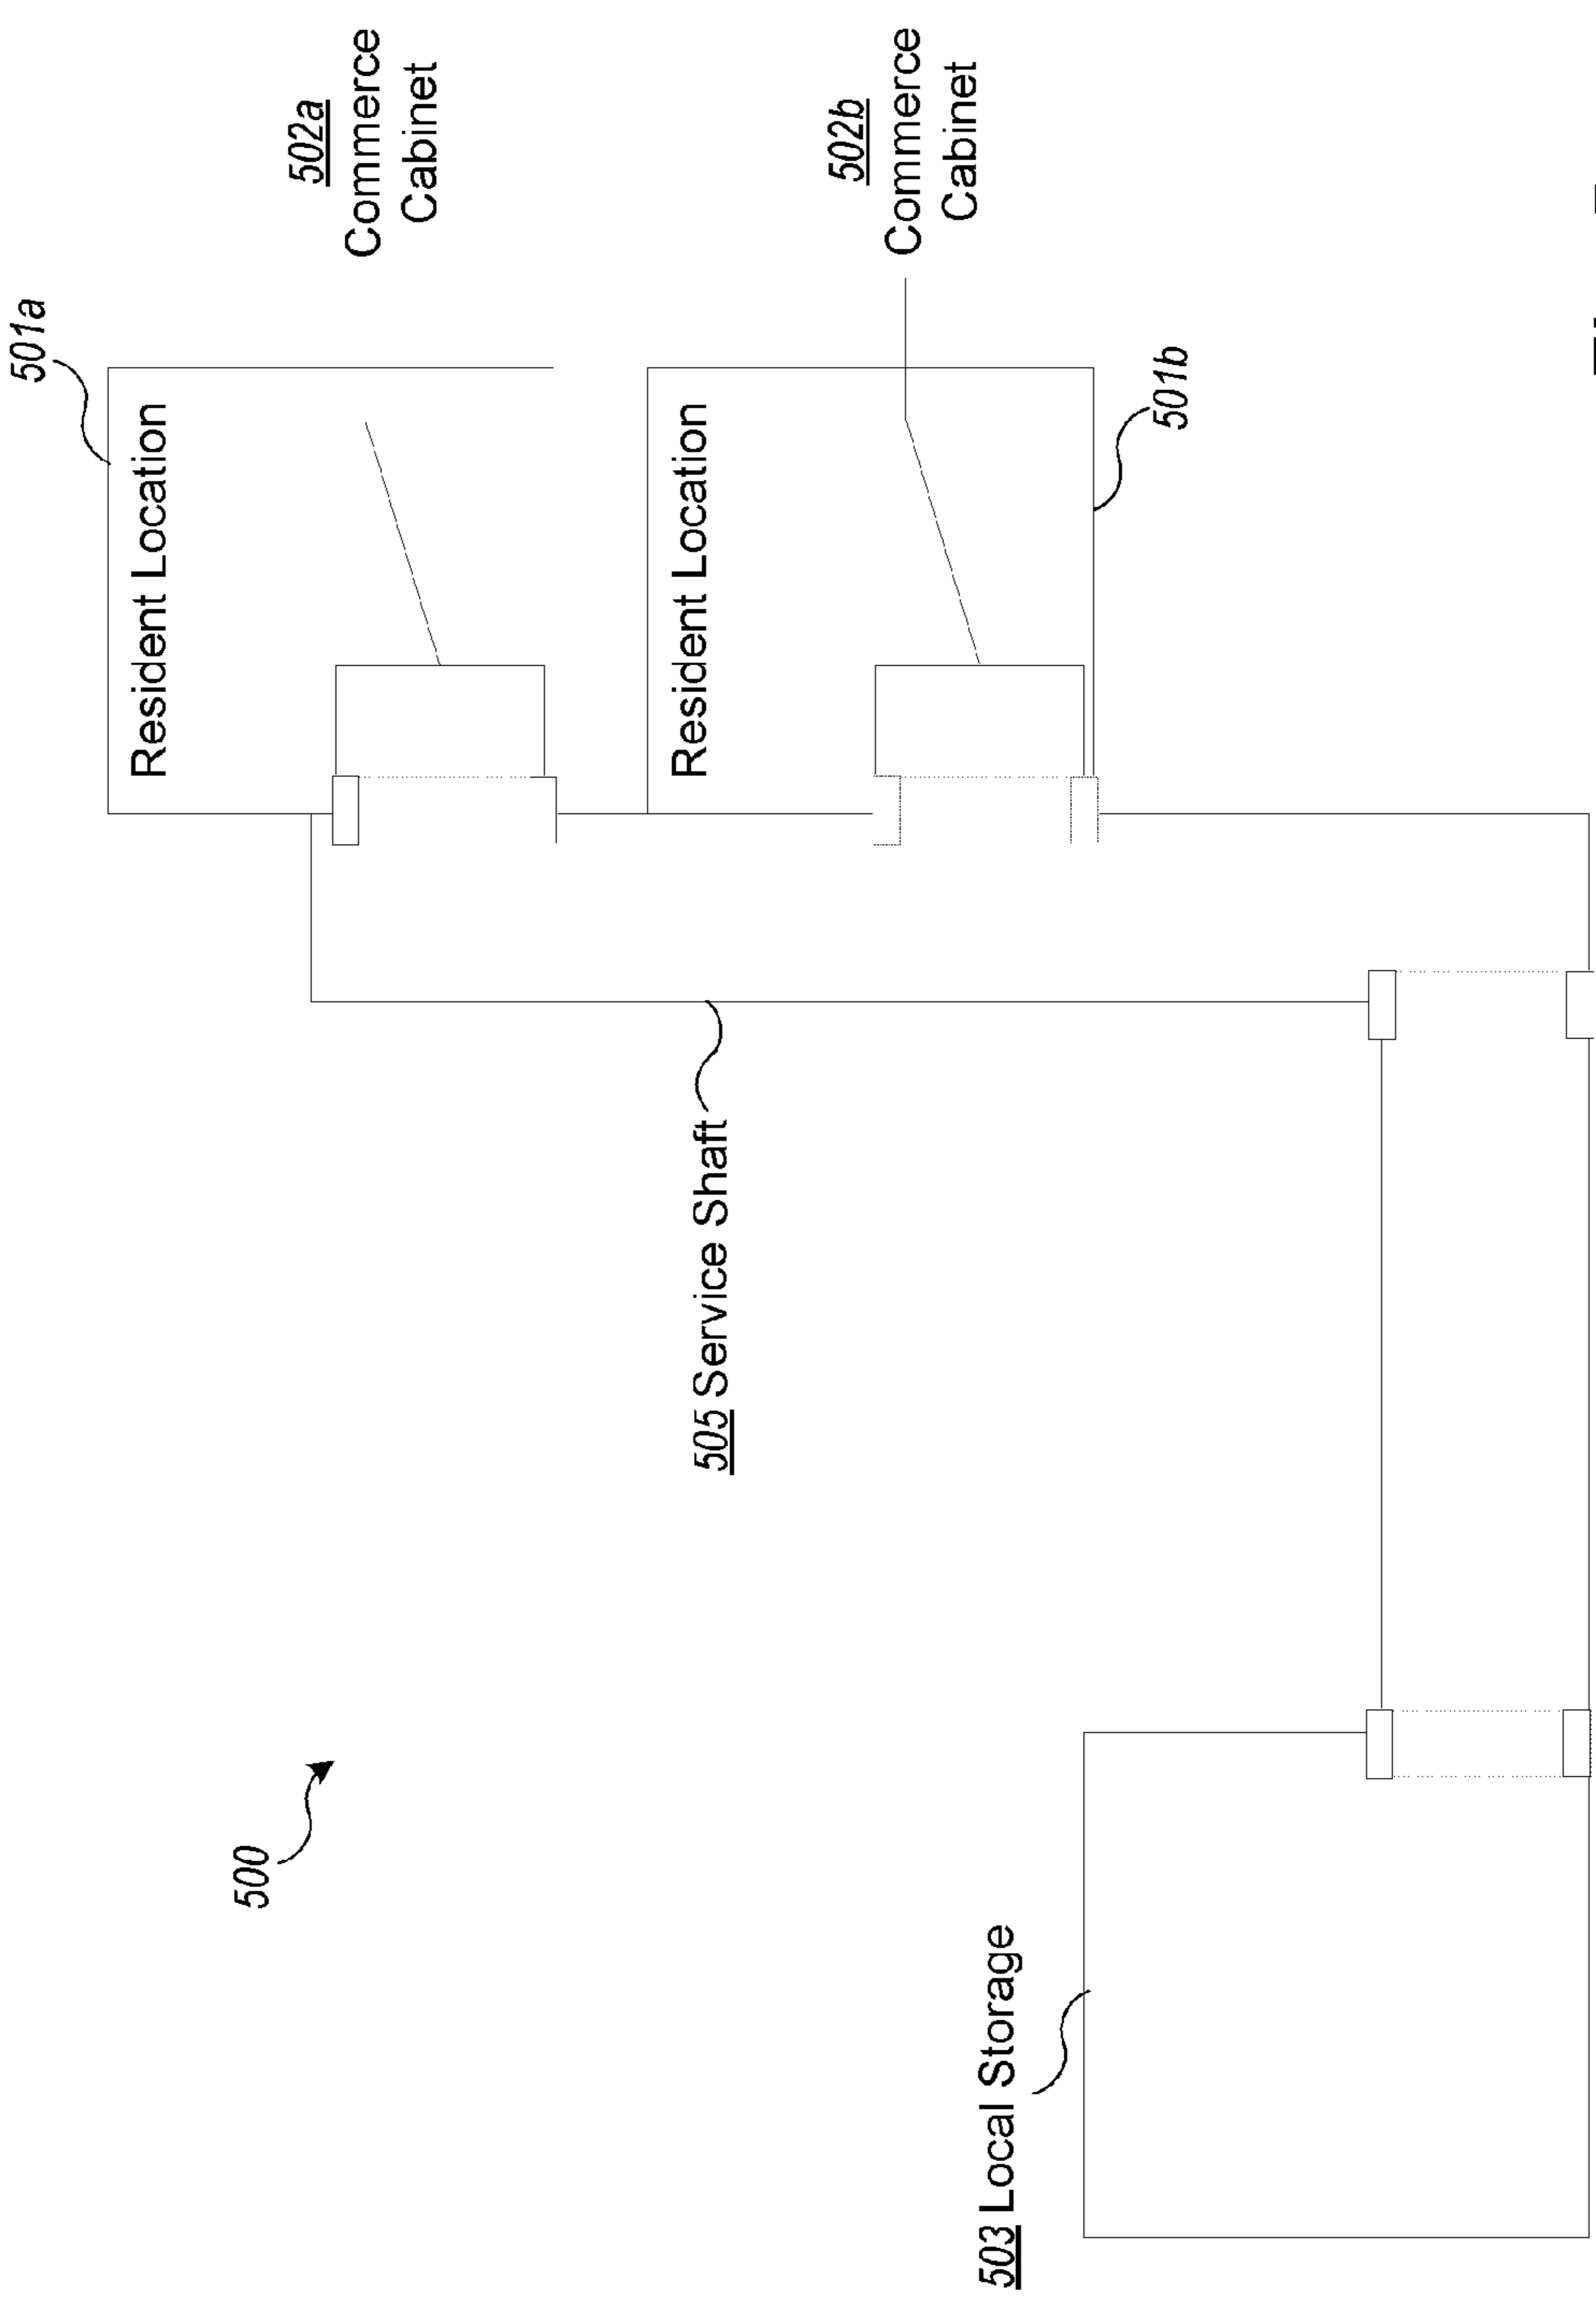 501a
Resident Location
502a
Commerce
Cabinet
Resident Location
502b
Commerce
Cabinet
501b
505 Service Shaft
500
503 Local Storage